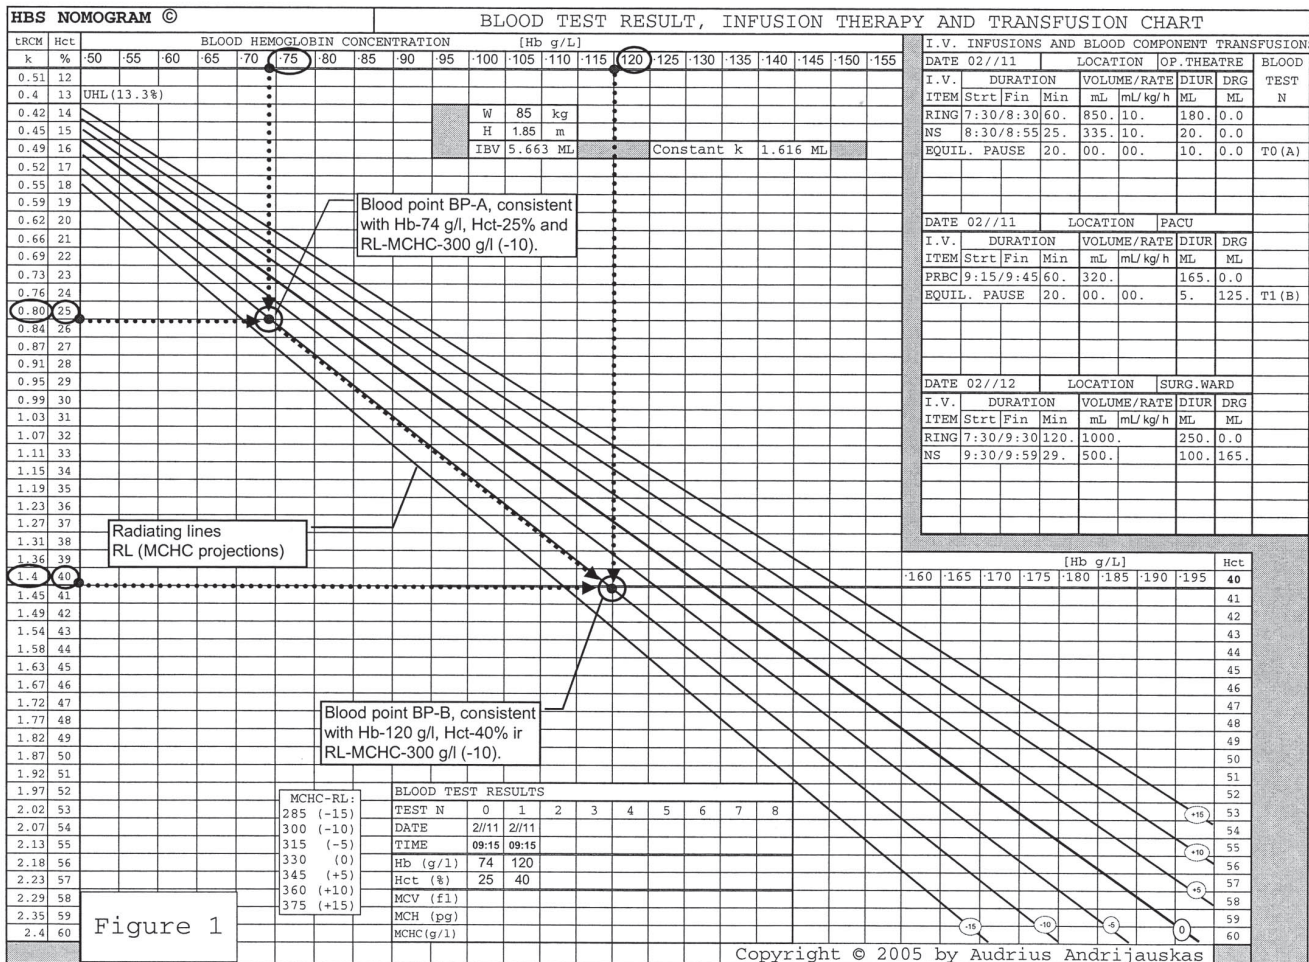 HBS NOMOGRAM ©
BLOOD TEST RESULT, INFUSION THERAPY AND TRANSFUSION CHART
tRCM Hct BLOOD HEMOGLOBIN CONCENTRATION [Hb g/L]
k % ·50 ·55 ·60 ·65 ·70 ·75 ·80 ·85 ·90 ·95 ·100 ·105 ·110 ·115 ·120 ·125 ·130 ·135 ·140 ·145 ·150 ·155
0.51 12
0.4 13 UHL(13.3%)
0.42 14
0.45 15
0.49 16
0.52 17
0.55 18
0.59 19
0.62 20
0.66 21
0.69 22
0.73 23
0.76 24
0.80 25
0.84 26
0.87 27
0.91 28
0.95 29
0.99 30
1.03 31
1.07 32
1.11 33
1.15 34
1.19 35
1.23 36
1.27 37
1.31 38
1.36 39
1.4 40
1.45 41
1.49 42
1.54 43
1.58 44
1.63 45
1.67 46
1.72 47
1.77 48
1.82 49
1.87 50
1.92 51
1.97 52
2.02 53
2.07 54
2.13 55
2.18 56
2.23 57
2.29 58
2.35 59
2.4 60
W 85 kg
H 1.85 m
IBV 5.663 ML Constant k 1.616 ML
Blood point BP-A, consistent
with Hb-74 g/l, Hct-25% and
RL-MCHC-300 g/l (-10).
Radiating lines
RL (MCHC projections)
Blood point BP-B, consistent
with Hb-120 g/l, Hct-40% ir
RL-MCHC-300 g/l (-10).
I.V. INFUSIONS AND BLOOD COMPONENT TRANSFUSION
DATE 02//11 LOCATION OP.THEATRE BLOOD
I.V. DURATION VOLUME/RATE DIUR DRG TEST
ITEM Strt Fin Min mL mL/ kg/ h ML ML N
RING 7:30/8:30 60. 850. 10. 180. 0.0
NS 8:30/8:55 25. 335. 10. 20. 0.0
EQUIL. PAUSE 20. 00. 00. 10. 0.0 T0(A)
DATE 02//11 LOCATION PACU
I.V. DURATION VOLUME/RATE DIUR DRG
ITEM Strt Fin Min mL mL/ kg/ h ML ML
PRBC 9:15/9:45 60. 320. 165. 0.0
EQUIL. PAUSE 20. 00. 00. 5. 125. T1(B)
DATE 02//12 LOCATION SURG.WARD
I.V. DURATION VOLUME/RATE DIUR DRG
ITEM Strt Fin Min mL mL/ kg/ h ML ML
RING 7:30/9:30 120. 1000. 250. 0.0
NS 9:30/9:59 29. 500. 100. 165.
[Hb g/L] Hct
·160 ·165 ·170 ·175 ·180 ·185 ·190 ·195 40
41
42
43
44
45
46
47
48
49
50
51
52
53
54
55
56
57
58
59
60
+15
+10
+5
-15 -10 -5 0
MCHC-RL:
285 (-15)
300 (-10)
315 (-5)
330 (0)
345 (+5)
360 (+10)
375 (+15)
BLOOD TEST RESULTS
TEST N 0 1 2 3 4 5 6 7 8
DATE 2//11 2//11
TIME 09:15 09:15
Hb (g/l) 74 120
Hct (%) 25 40
MCV (fl)
MCH (pg)
MCHC(g/l)
Figure 1
Copyright © 2005 by Audrius Andrijauskas